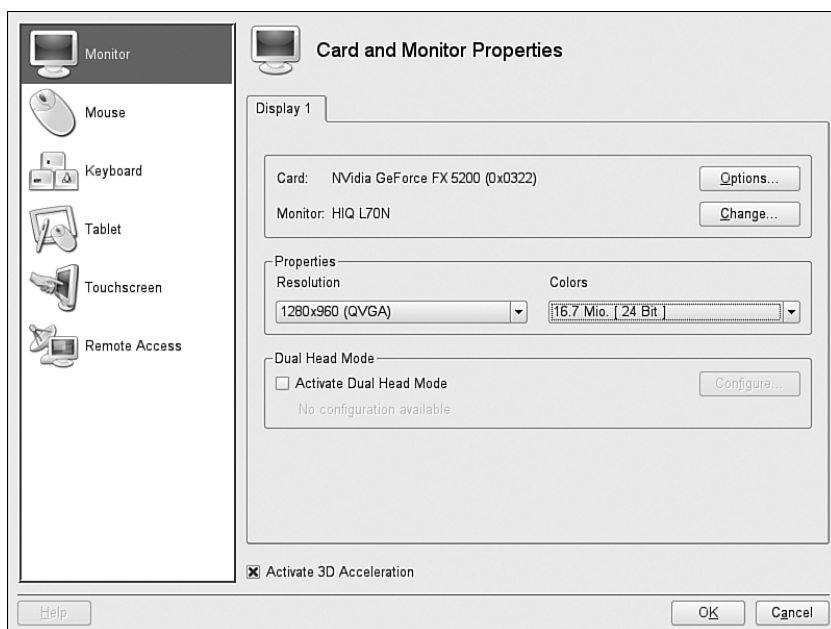 Monitor
Mouse
Keyboard
Tablet
Touchscreen
Remote Access
Card and Monitor Properties
Display 1
Card: NVidia GeForce FX 5200 (0x0322)
Options...
Monitor: HIQ L70N
Change...
Properties
Resolution
Colors
1280x960 (QVGA)
16.7 Mio. [ 24 Bit ]
Dual Head Mode
Activate Dual Head Mode
Configure...
No configuration available
Activate 3D Acceleration
Help
OK
Cancel